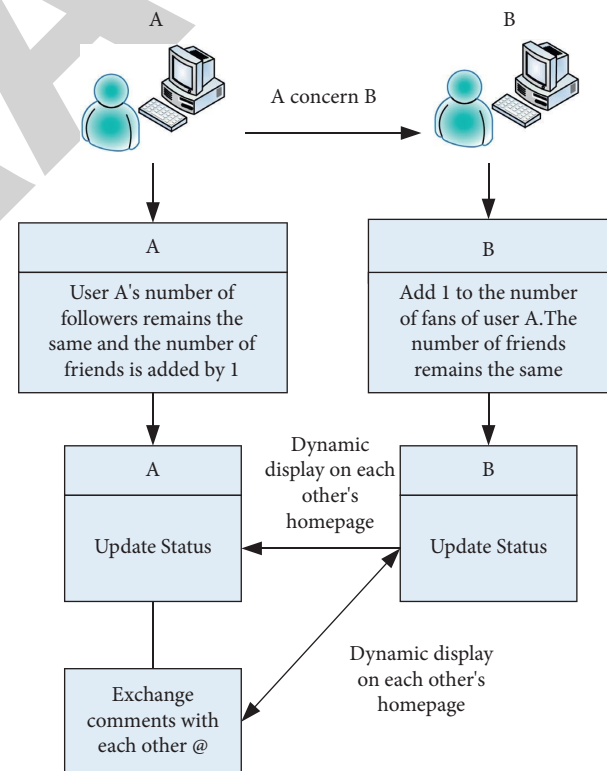 A
B
A concern B
A
User A's number of
followers remains the
same and the number of
friends is added by 1
B
Add 1 to the number
of fans of user A.The
number of friends
remains the same
A
Update Status
Dynamic
display on each
other's
homepage
B
Update Status
Dynamic display
on each other's
homepage
Exchange
comments with
each other @